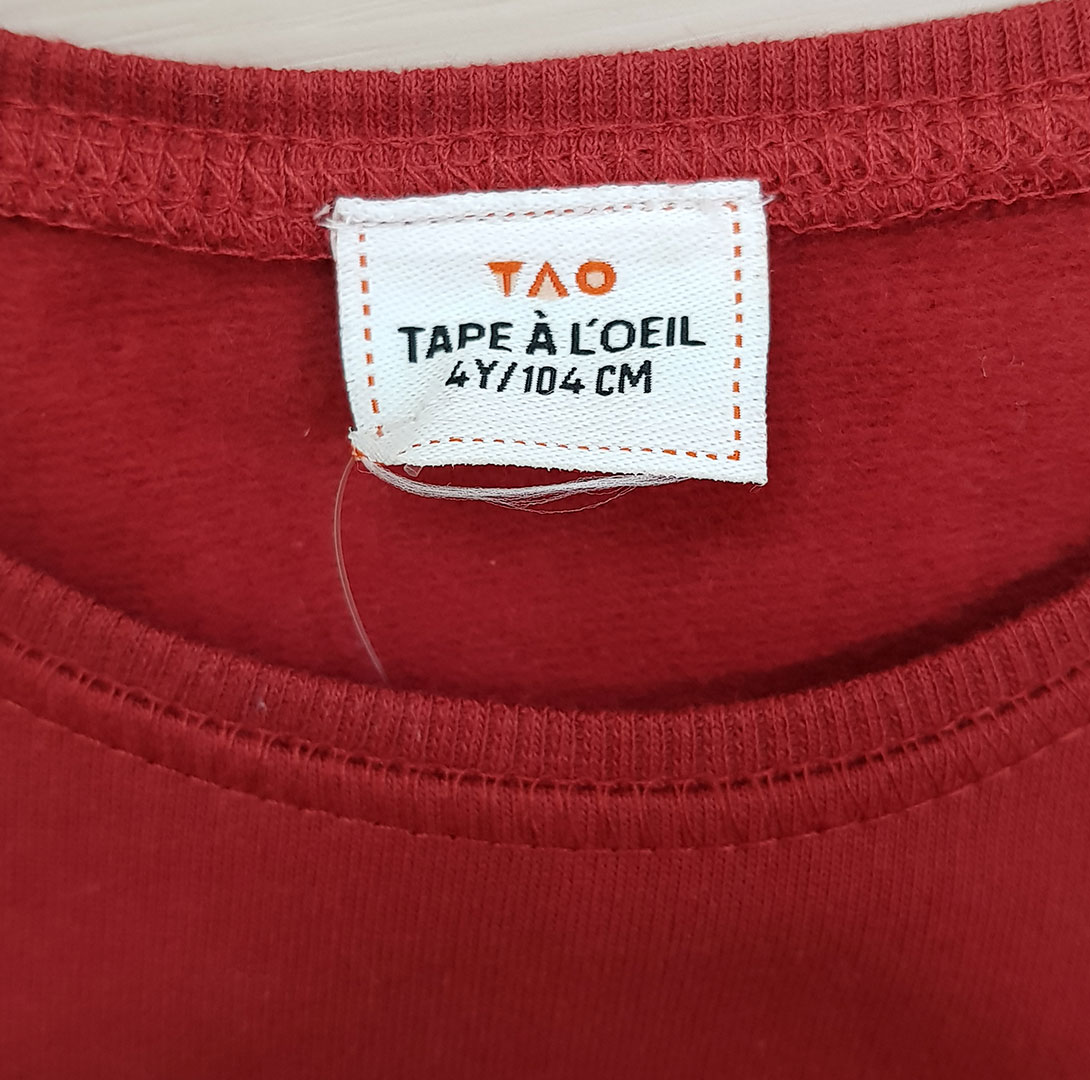 TAO
TAPE À L'OEIL
4Y/104 CM